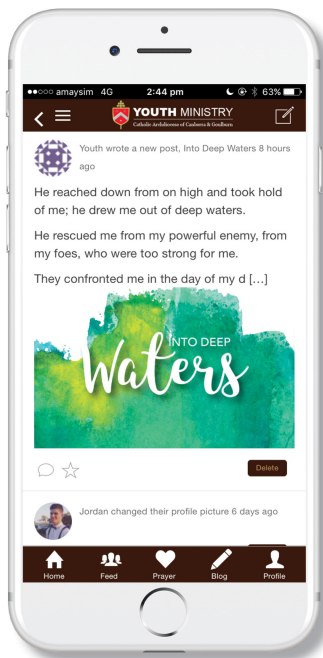 amaysim 4G 2:44 pm 63%
YOUTH MINISTRY
Catholic Archdiocese of Canberra & Goulburn
Youth wrote a new post, Into Deep Waters 8 hours
ago
He reached down from on high and took hold
of me; he drew me out of deep waters.
He rescued me from my powerful enemy, from
my foes, who were too strong for me.
They confronted me in the day of my d […]
INTO DEEP
Waters
Delete
Jordan changed their profile picture 6 days ago
Home Feed Prayer Blog Profile